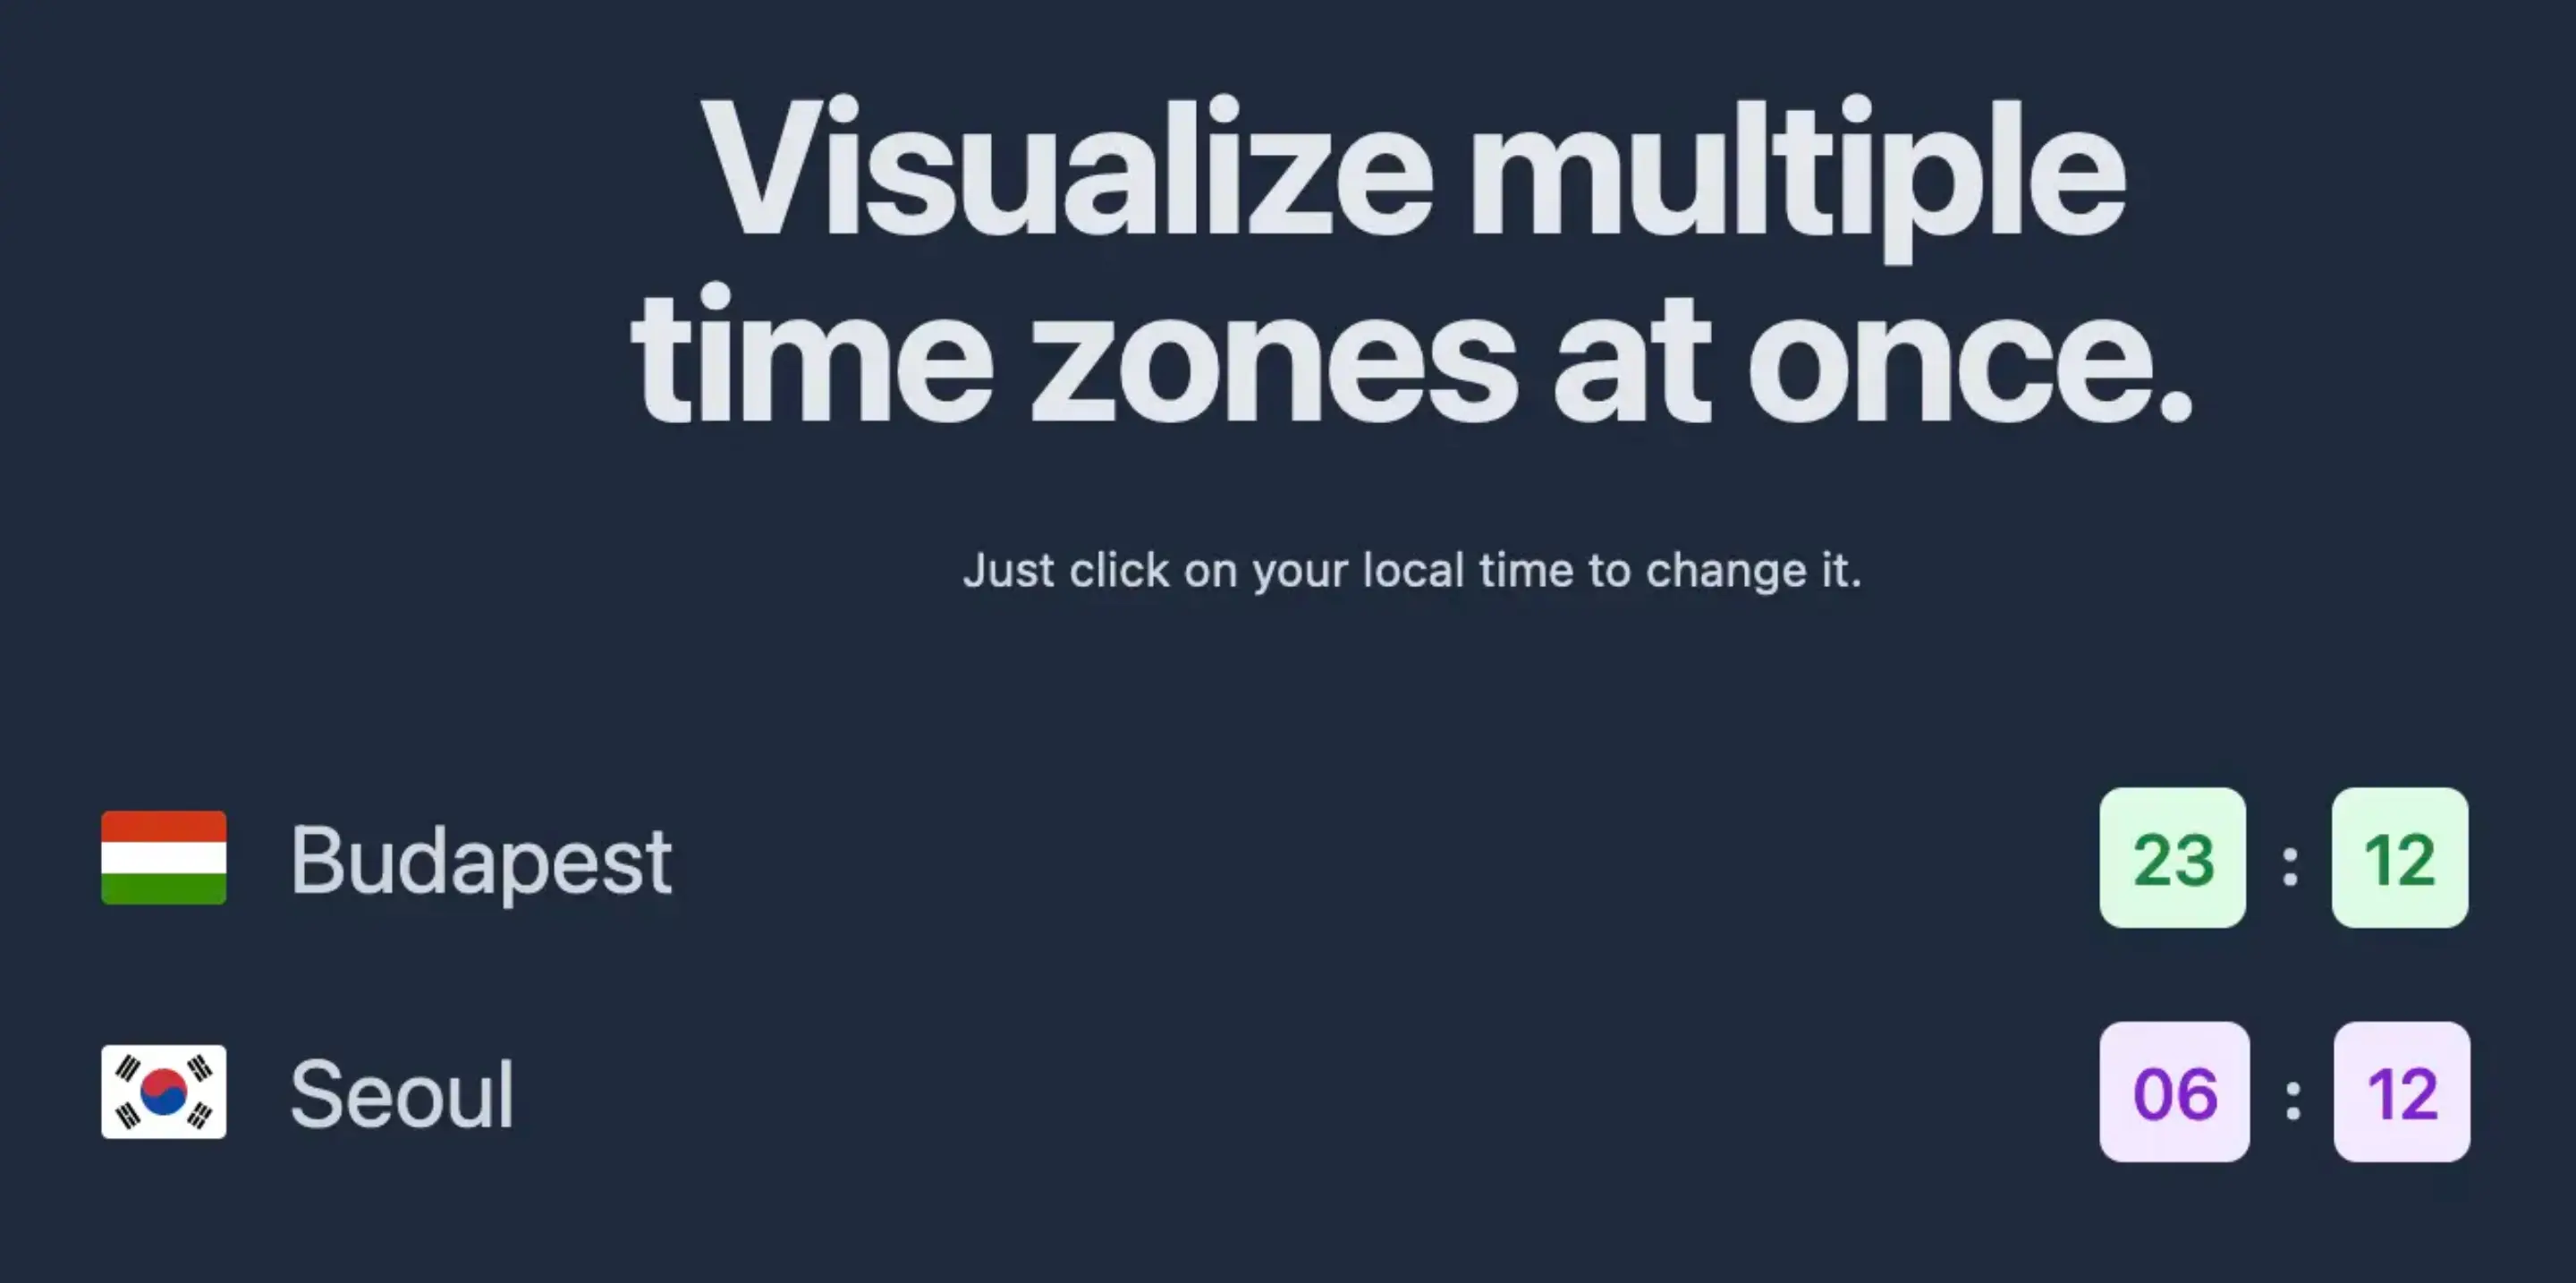 Visualize multiple
time zones at once.
Just click on your local time to change it.
Budapest 23 : 12
Seoul 06 : 12